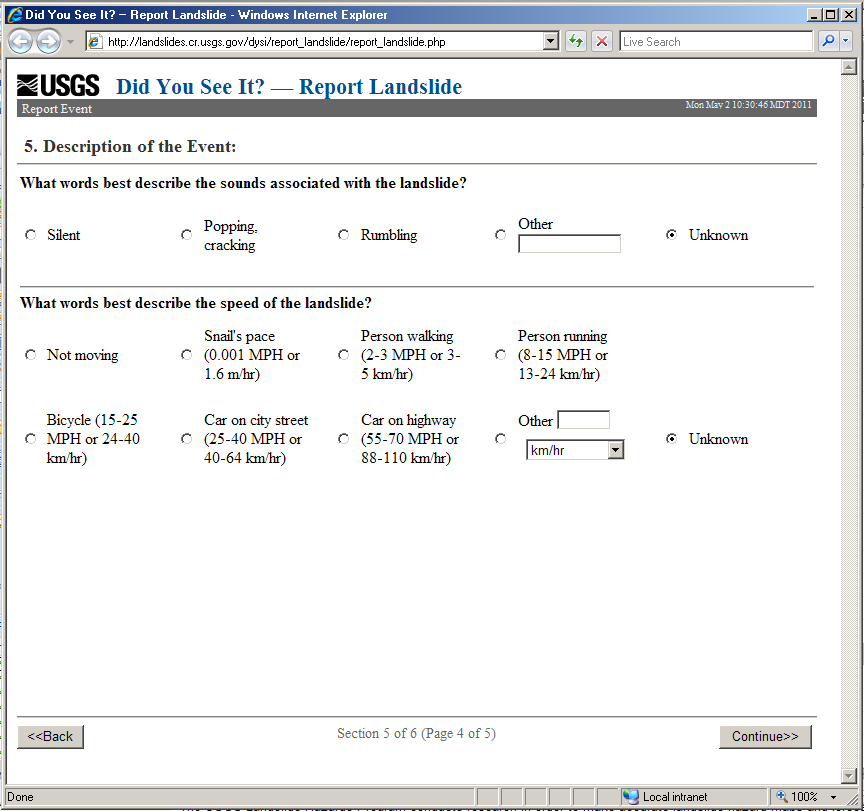 Did You See It? — Report Landslide - Windows Internet Explorer
http://landslides.cr.usgs.gov/dysi/report_landslide/report_landslide.php
Live Search
USGS Did You See It? — Report Landslide
Report Event Mon May 2 10:30:46 MDT 2011
5. Description of the Event:
What words best describe the sounds associated with the landslide?
Silent
Popping,
cracking
Rumbling
Other
Unknown
What words best describe the speed of the landslide?
Not moving
Snail's pace
(0.001 MPH or
1.6 m/hr)
Person walking
(2-3 MPH or 3-
5 km/hr)
Person running
(8-15 MPH or
13-24 km/hr)
Bicycle (15-25
MPH or 24-40
km/hr)
Car on city street
(25-40 MPH or
40-64 km/hr)
Car on highway
(55-70 MPH or
88-110 km/hr)
Other
km/hr
Unknown
<<Back
Section 5 of 6 (Page 4 of 5)
Continue>>
Done
Local intranet
100%